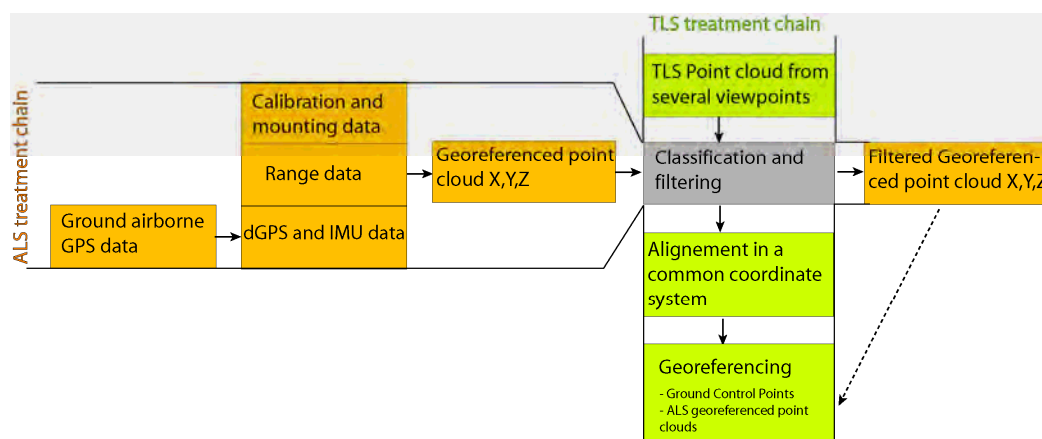 TLS treatment chain
ALS treatment chain
TLS Point cloud from
several viewpoints
Calibration and
mounting data
Range data
dGPS and IMU data
Ground airborne
GPS data
Georeferenced point
cloud X,Y,Z
Classification and
filtering
Filtered Georeferen-
ced point cloud X,Y,Z
Alignement in a
common coordinate
system
Georeferencing
- Ground Control Points
- ALS georeferenced point
clouds